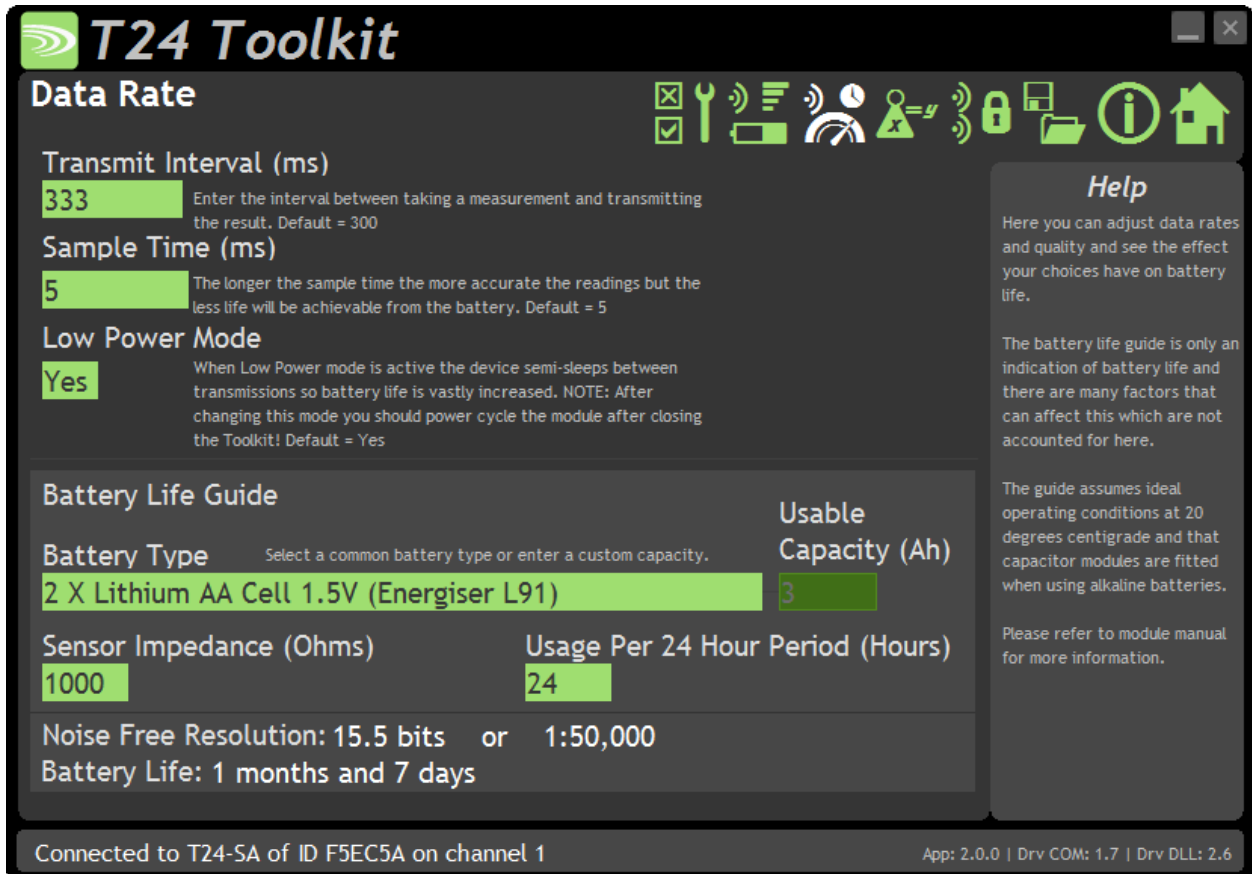 T24 Toolkit
Data Rate
Transmit Interval (ms)
333
Enter the interval between taking a measurement and transmitting
the result. Default = 300
Sample Time (ms)
5
The longer the sample time the more accurate the readings but the
less life will be achievable from the battery. Default = 5
Low Power Mode
Yes
When Low Power mode is active the device semi-sleeps between
transmissions so battery life is vastly increased. NOTE: After
changing this mode you should power cycle the module after closing
the Toolkit! Default = Yes
Battery Life Guide
Battery Type
Select a common battery type or enter a custom capacity.
Usable
Capacity (Ah)
2 X Lithium AA Cell 1.5V (Energiser L91)
3
Sensor Impedance (Ohms)
1000
Usage Per 24 Hour Period (Hours)
24
Noise Free Resolution: 15.5 bits or 1:50,000
Battery Life: 1 months and 7 days
x=y
Help
Here you can adjust data rates
and quality and see the effect
your choices have on battery
life.
The battery life guide is only an
indication of battery life and
there are many factors that
can affect this which are not
accounted for here.
The guide assumes ideal
operating conditions at 20
degrees centigrade and that
capacitor modules are fitted
when using alkaline batteries.
Please refer to module manual
for more information.
Connected to T24-SA of ID F5EC5A on channel 1
App: 2.0.0 | Drv COM: 1.7 | Drv DLL: 2.6